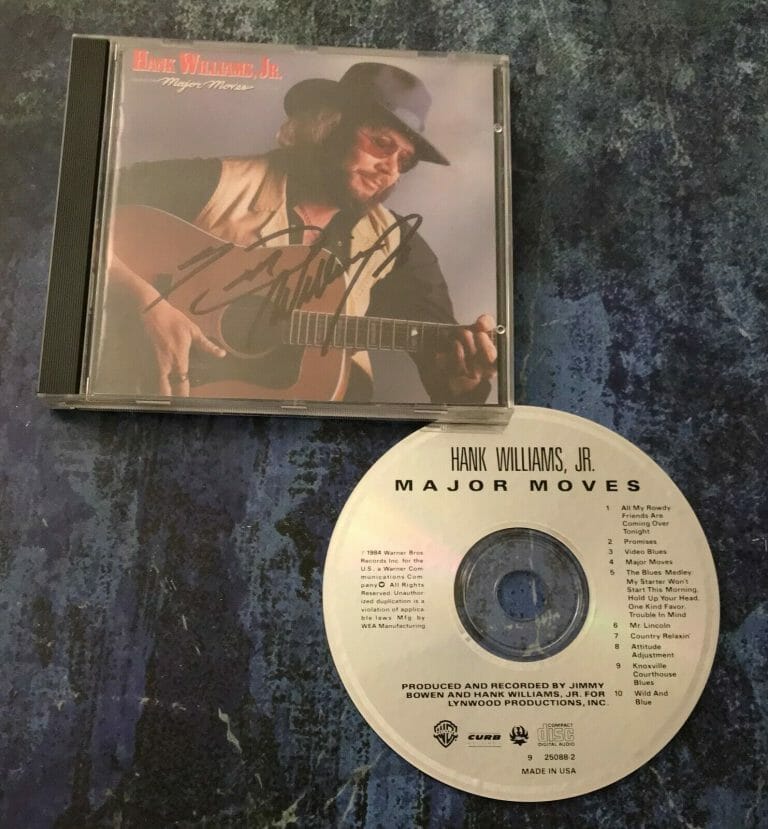 HANK WILLIAMS, JR.
Major Moves
HANK WILLIAMS, JR.
MAJOR MOVES
1 All My Rowdy
Friends Are
Coming Over
Tonight
2 Promises
3 Video Blues
4 Major Moves
5 The Blues Medley:
My Starter Won't
Start This Morning,
Hold Up Your Head,
One Kind Favor,
Trouble In Mind
6 Mr. Lincoln
7 Country Relaxin'
8 Attitude
Adjustment
9 Knoxville
Courthouse
Blues
10 Wild And
Blue
1984 Warner Bros.
Records Inc. for the
U.S., a Warner Com-
munications Com-
pany All Rights
Reserved. Unauthor-
ized duplication is a
violation of applica-
ble laws Mfg by
WEA Manufacturing.
PRODUCED AND RECORDED BY JIMMY
BOWEN AND HANK WILLIAMS, JR. FOR
LYNWOOD PRODUCTIONS, INC.
WB
CURB
COMPACT
disc
DIGITAL AUDIO
9 25088-2
MADE IN USA